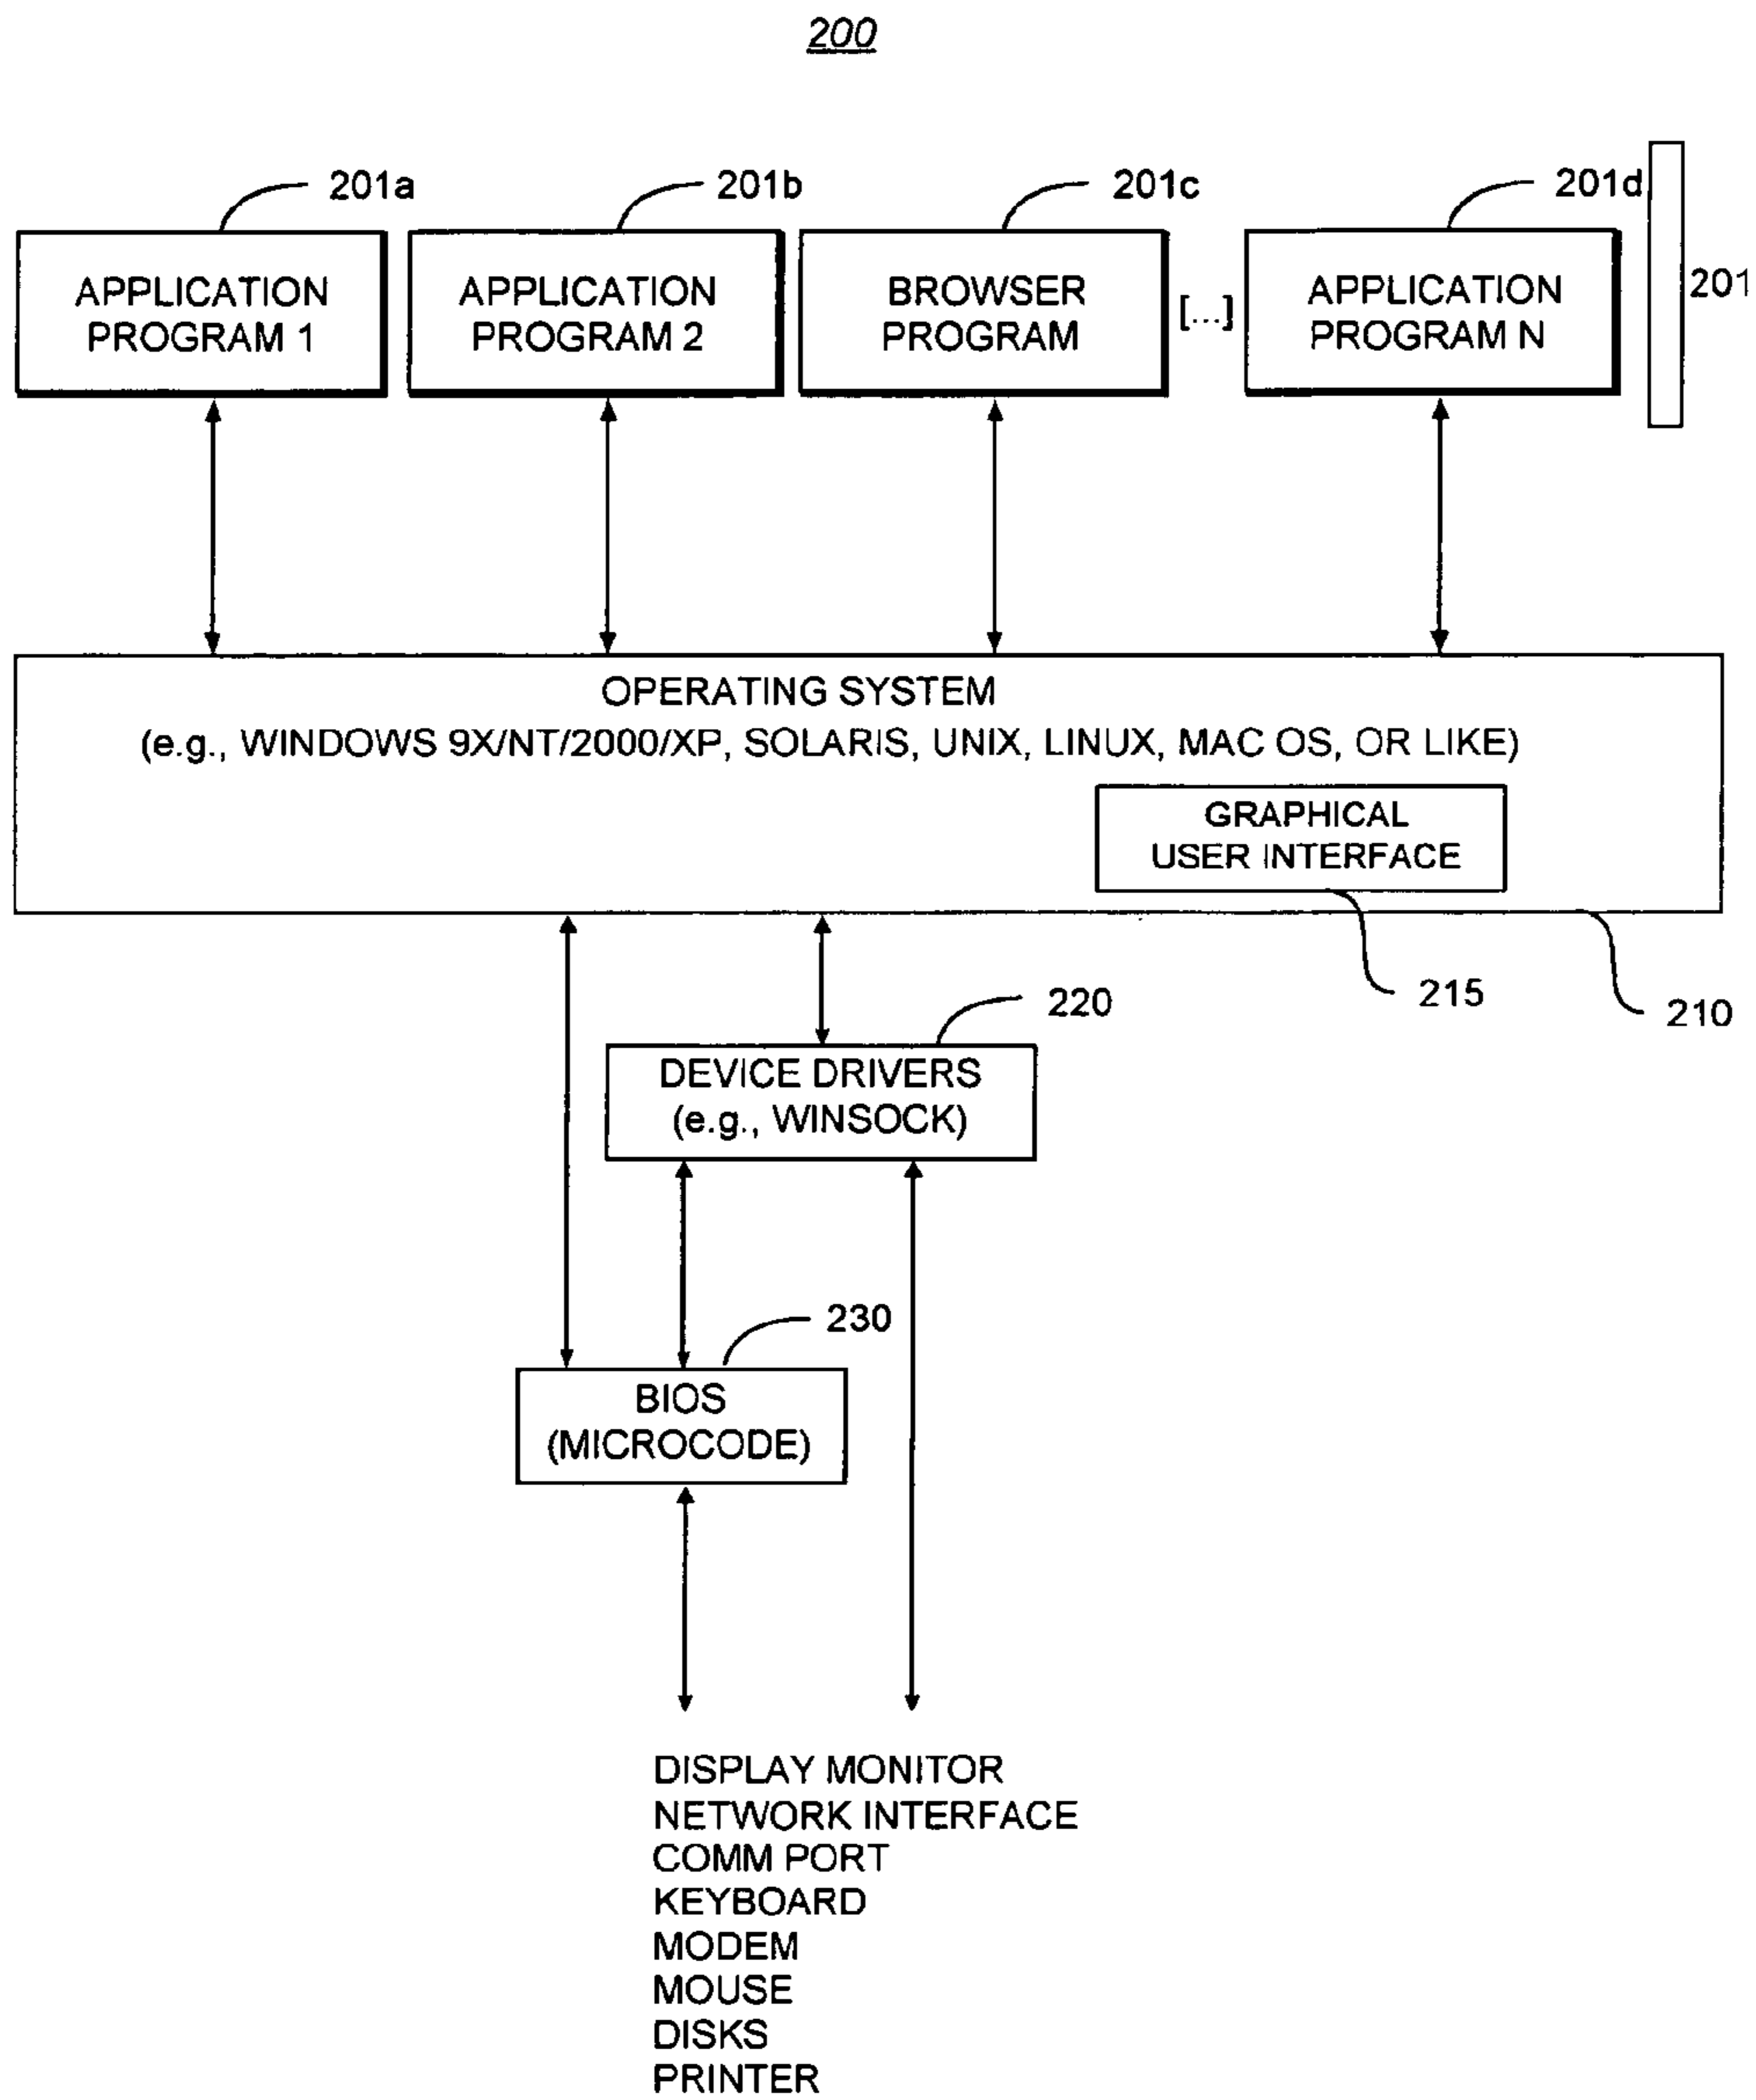 200
201a
201b
201c
201d
APPLICATION
PROGRAM 1
APPLICATION
PROGRAM 2
BROWSER
PROGRAM
[...]
APPLICATION
PROGRAM N
201
OPERATING SYSTEM
(e.g., WINDOWS 9X/NT/2000/XP, SOLARIS, UNIX, LINUX, MAC OS, OR LIKE)
GRAPHICAL
USER INTERFACE
215
210
220
DEVICE DRIVERS
(e.g., WINSOCK)
230
BIOS
(MICROCODE)
DISPLAY MONITOR
NETWORK INTERFACE
COMM PORT
KEYBOARD
MODEM
MOUSE
DISKS
PRINTER